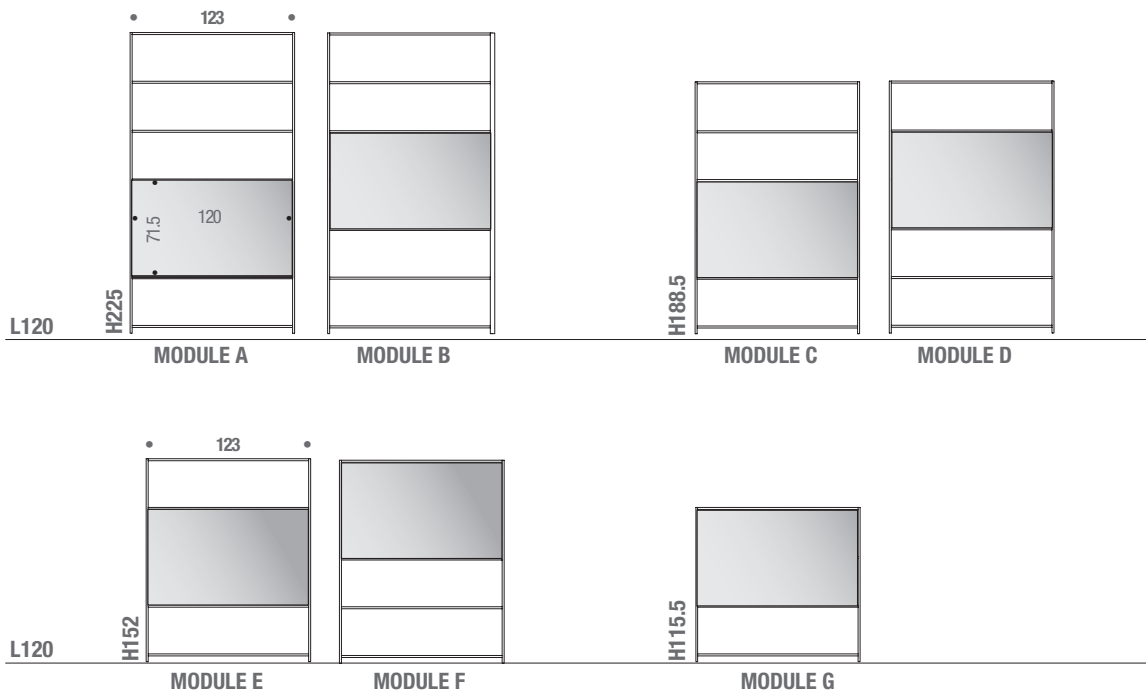 123
71.5
120
H225
H188.5
L120
MODULE A
MODULE B
MODULE C
MODULE D
123
H152
H115.5
L120
MODULE E
MODULE F
MODULE G